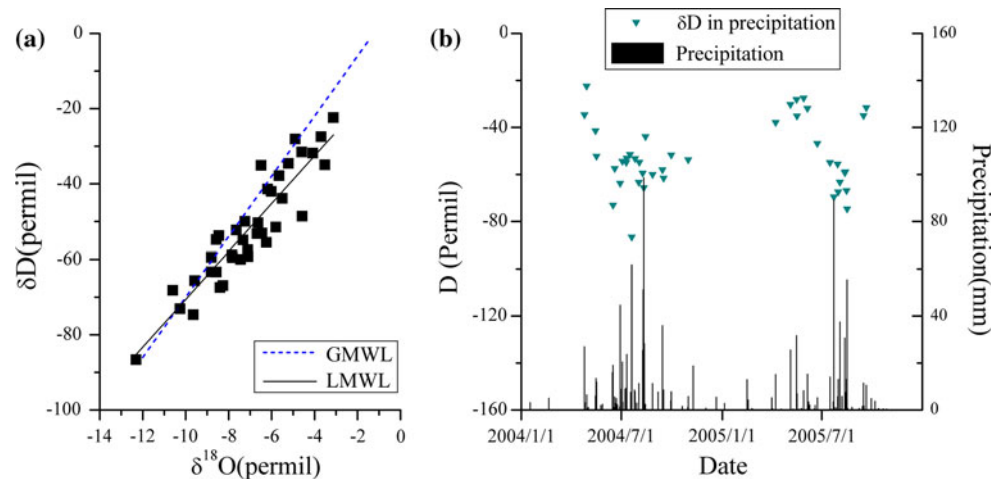 (a)
0
-20
-40
-60
-80
-100
δD(permil)
-14 -12 -10 -8 -6 -4 -2 0
δ¹⁸O(permil)
GMWL
LMWL
(b)
δD in precipitation
Precipitation
0
-40
-80
-120
-160
D (Permil)
160
120
80
40
0
Precipitation(mm)
2004/1/1 2004/7/1 2005/1/1 2005/7/1
Date